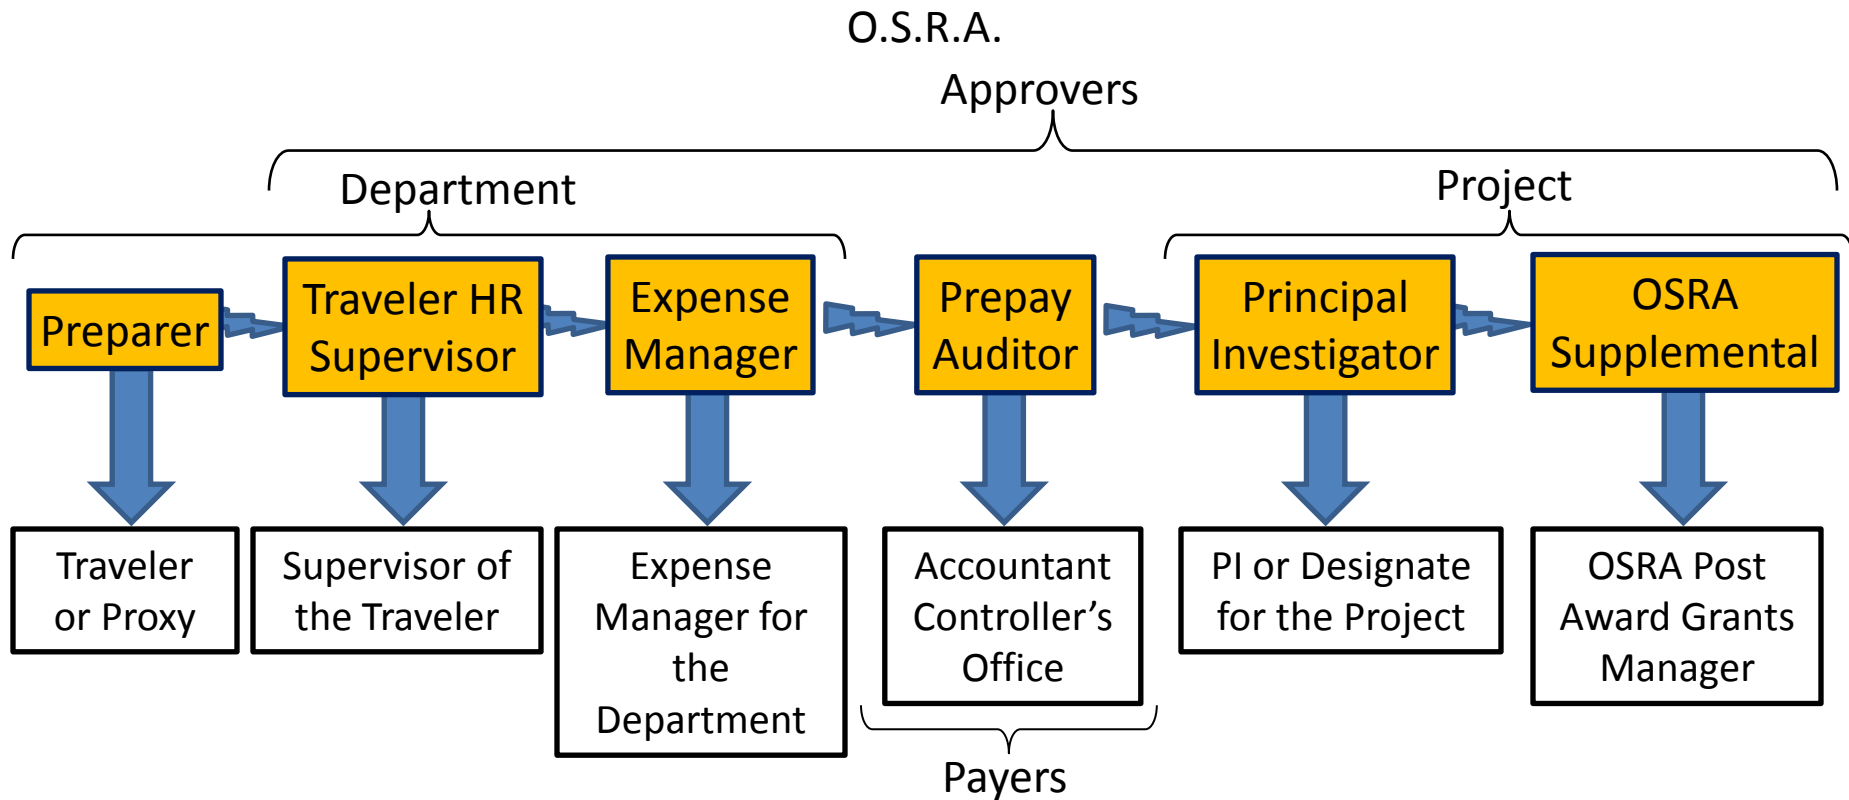 O.S.R.A.
Approvers
Department
Project
Preparer
Traveler HR
Supervisor
Expense
Manager
Prepay
Auditor
Principal
Investigator
OSRA
Supplemental
Traveler
or Proxy
Supervisor of
the Traveler
Expense
Manager for
the
Department
Accountant
Controller’s
Office
PI or Designate
for the Project
OSRA Post
Award Grants
Manager
Payers